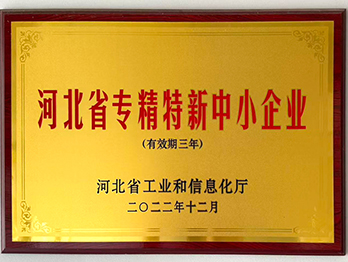 河北省专精特新中小企业
(有效期三年)
河北省工业和信息化厅
二〇二二年十二月